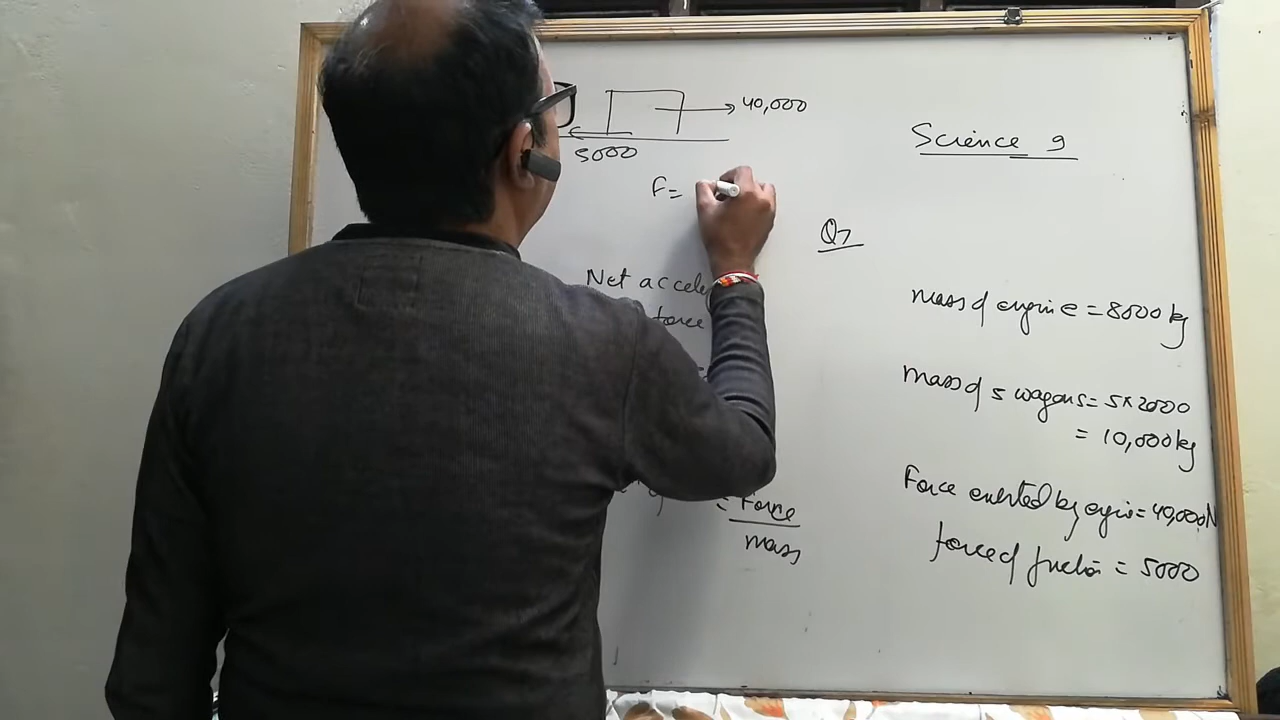 40,000
5000
F=
Net accele
force
= Force
mass
Science 9
Q7
mass of engine = 8000 kg
mass of 5 wagons = 5×2000
= 10,000 kg
Force exerted by engine = 40,000N
force of friction = 5000